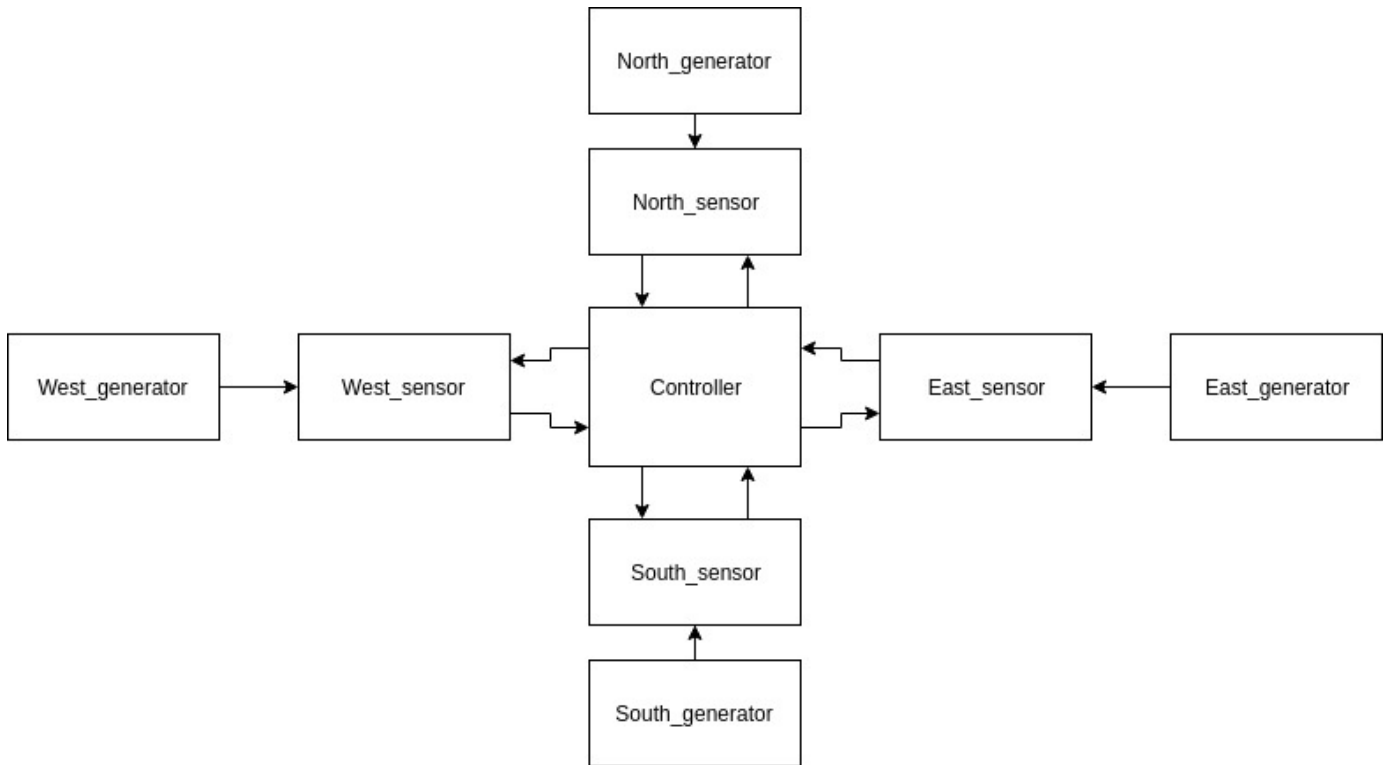 North_generator
North_sensor
West_generator
West_sensor
Controller
East_sensor
East_generator
South_sensor
South_generator